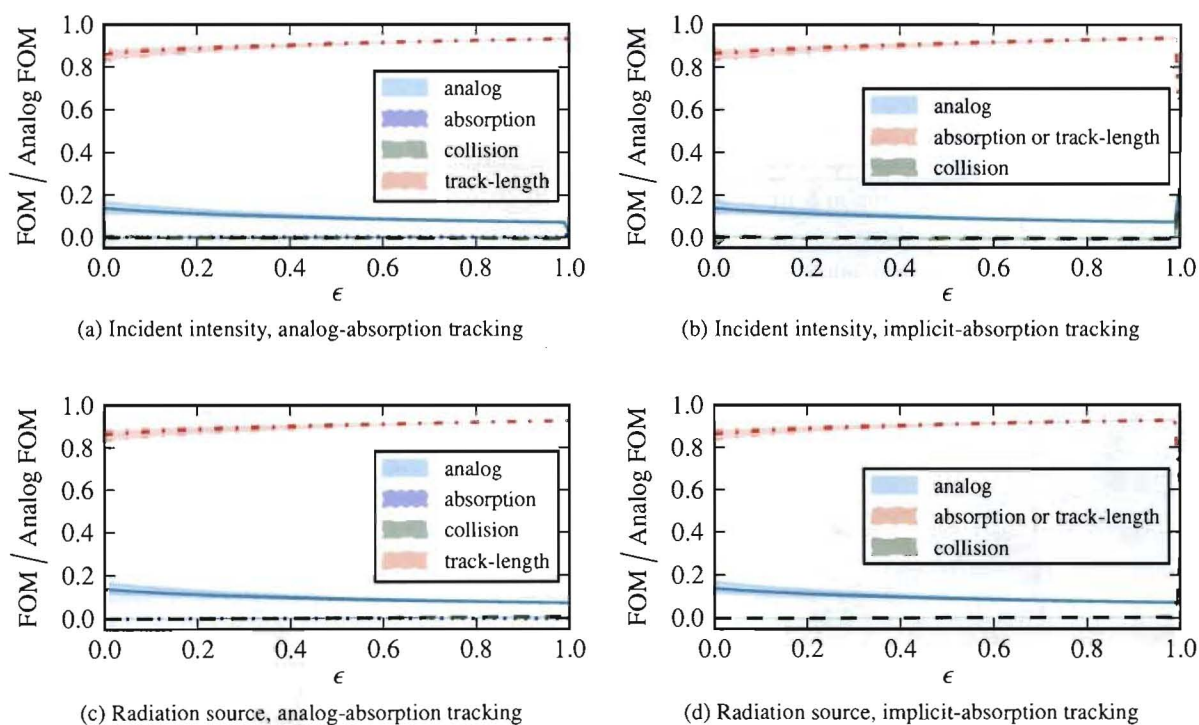 FOM / Analog FOM
1.0
0.8
0.6
0.4
0.2
0.0
analog
absorption
collision
track-length
0.0 0.2 0.4 0.6 0.8 1.0
ϵ
(a) Incident intensity, analog-absorption tracking
FOM / Analog FOM
1.0
0.8
0.6
0.4
0.2
0.0
analog
absorption or track-length
collision
0.0 0.2 0.4 0.6 0.8 1.0
ϵ
(b) Incident intensity, implicit-absorption tracking
FOM / Analog FOM
1.0
0.8
0.6
0.4
0.2
0.0
analog
absorption
collision
track-length
0.0 0.2 0.4 0.6 0.8 1.0
ϵ
(c) Radiation source, analog-absorption tracking
FOM / Analog FOM
1.0
0.8
0.6
0.4
0.2
0.0
analog
absorption or track-length
collision
0.0 0.2 0.4 0.6 0.8 1.0
ϵ
(d) Radiation source, implicit-absorption tracking